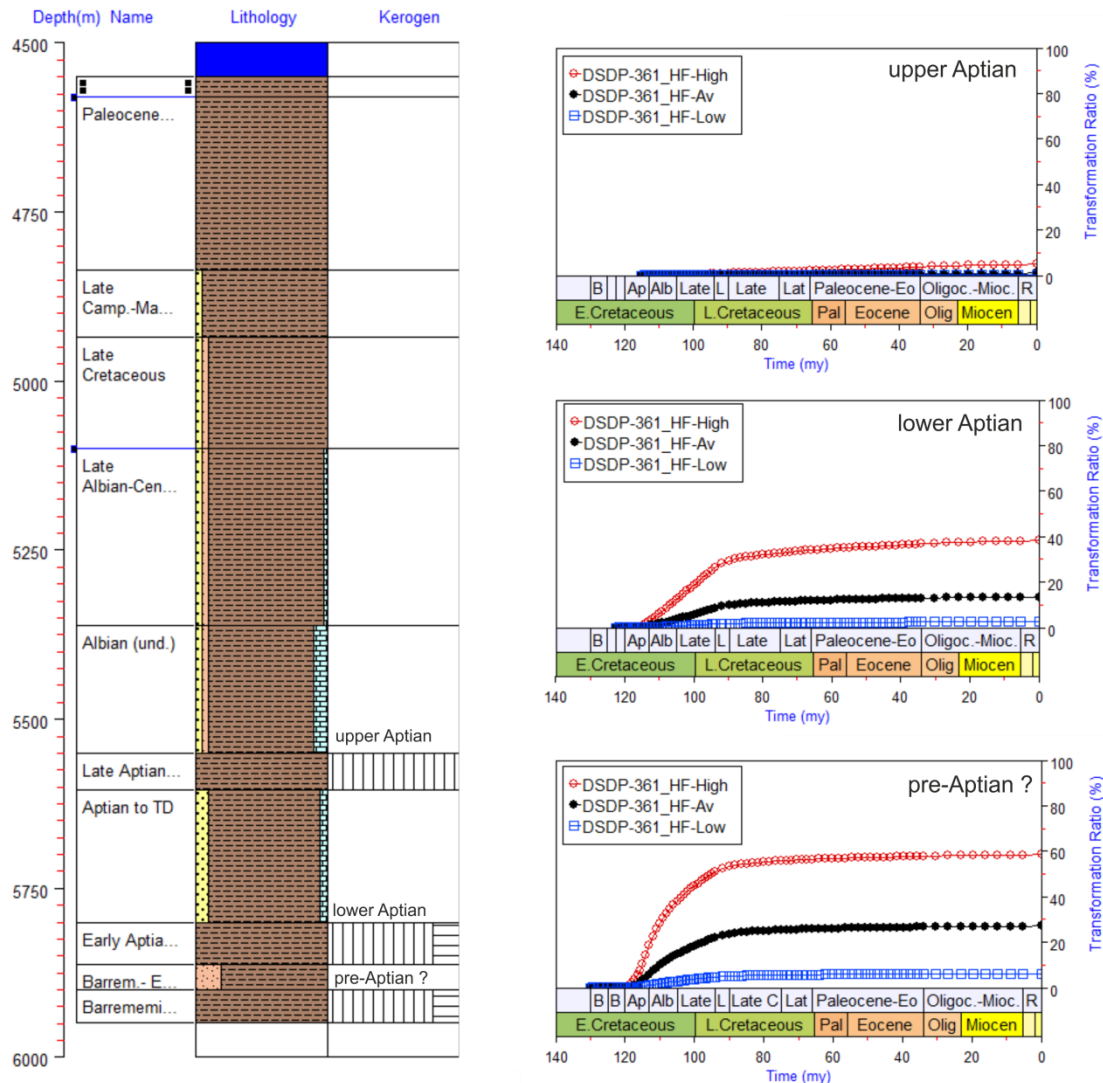 Depth(m) Name Lithology Kerogen
4500
Paleocene...
4750
Late
Camp.-Ma...
Late
Cretaceous
5000
Late
Albian-Cen...
5250
Albian (und.)
5500
upper Aptian
Late Aptian...
Aptian to TD
5750
lower Aptian
Early Aptia...
Barrem.- E...
pre-Aptian ?
Barrememi...
6000
upper Aptian
DSDP-361_HF-High
DSDP-361_HF-Av
DSDP-361_HF-Low
100
80
60
40
20
0
Transformation Ratio (%)
B Ap Alb Late L Late Lat Paleocene-Eo Oligoc.-Mioc. R
E.Cretaceous L.Cretaceous Pal Eocene Olig Miocen
140 120 100 80 60 40 20 0
Time (my)
lower Aptian
DSDP-361_HF-High
DSDP-361_HF-Av
DSDP-361_HF-Low
100
80
60
40
20
0
Transformation Ratio (%)
B Ap Alb Late L Late Lat Paleocene-Eo Oligoc.-Mioc. R
E.Cretaceous L.Cretaceous Pal Eocene Olig Miocen
140 120 100 80 60 40 20 0
Time (my)
pre-Aptian ?
DSDP-361_HF-High
DSDP-361_HF-Av
DSDP-361_HF-Low
100
80
60
40
20
0
Transformation Ratio (%)
B B Ap Alb Late L Late C Lat Paleocene-Eo Oligoc.-Mioc. R
E.Cretaceous L.Cretaceous Pal Eocene Olig Miocen
140 120 100 80 60 40 20 0
Time (my)